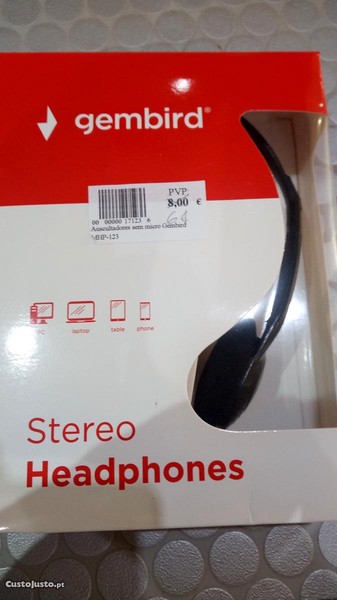 gembird®
PVP
8,00 €
6€
00 00000 17123 6
Auscultadores sem micro Gembird
MHP-123
PC laptop table phone
Stereo
Headphones
CustoJusto.pt